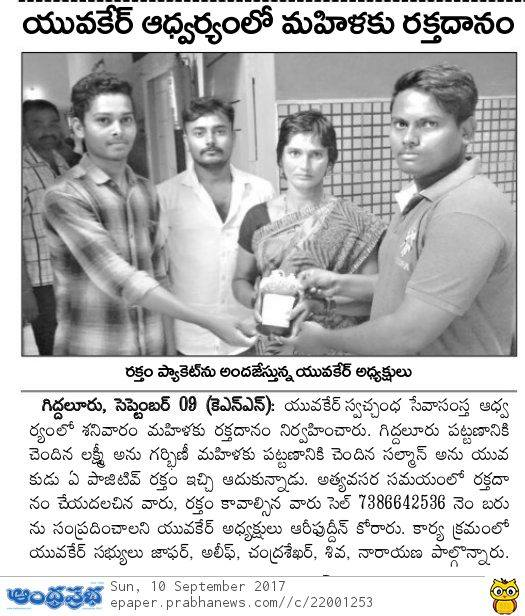 యువకేర్ ఆధ్వర్యంలో మహిళకు రక్తదానం
రక్తం ప్యాకెట్‌ను అందజేస్తున్న యువకేర్ అధ్యక్షులు
గిద్దలూరు, సెప్టెంబర్ 09 (కెఎన్ఎన్): యువకేర్ స్వచ్ఛంధ సేవాసంస్థ ఆధ్వ
ర్యంలో శనివారం మహిళకు రక్తదానం నిర్వహించారు. గిద్దలూరు పట్టణానికి
చెందిన లక్ష్మీ అను గర్భిణీ మహిళకు పట్టణానికి చెందిన సల్మాన్ అను యువ
కుడు ఏ పాజిటివ్ రక్తం ఇచ్చి ఆదుకున్నాడు. అత్యవసర సమయంలో రక్తదా
నం చేయదలచిన వారు, రక్తం కావాల్సిన వారు సెల్ 7386642536 నెం బరు
ను సంప్రదించాలని యువకేర్ అధ్యక్షులు ఆరీఫుద్దీన్ కోరారు. కార్య క్రమంలో
యువకేర్ సభ్యులు జాఫర్, అలీఫ్, చంద్రశేఖర్, శివ, నారాయణ పాల్గొన్నారు.
ఆంధ్రప్రభ
Sun, 10 September 2017
epaper.prabhanews.com//c/22001253